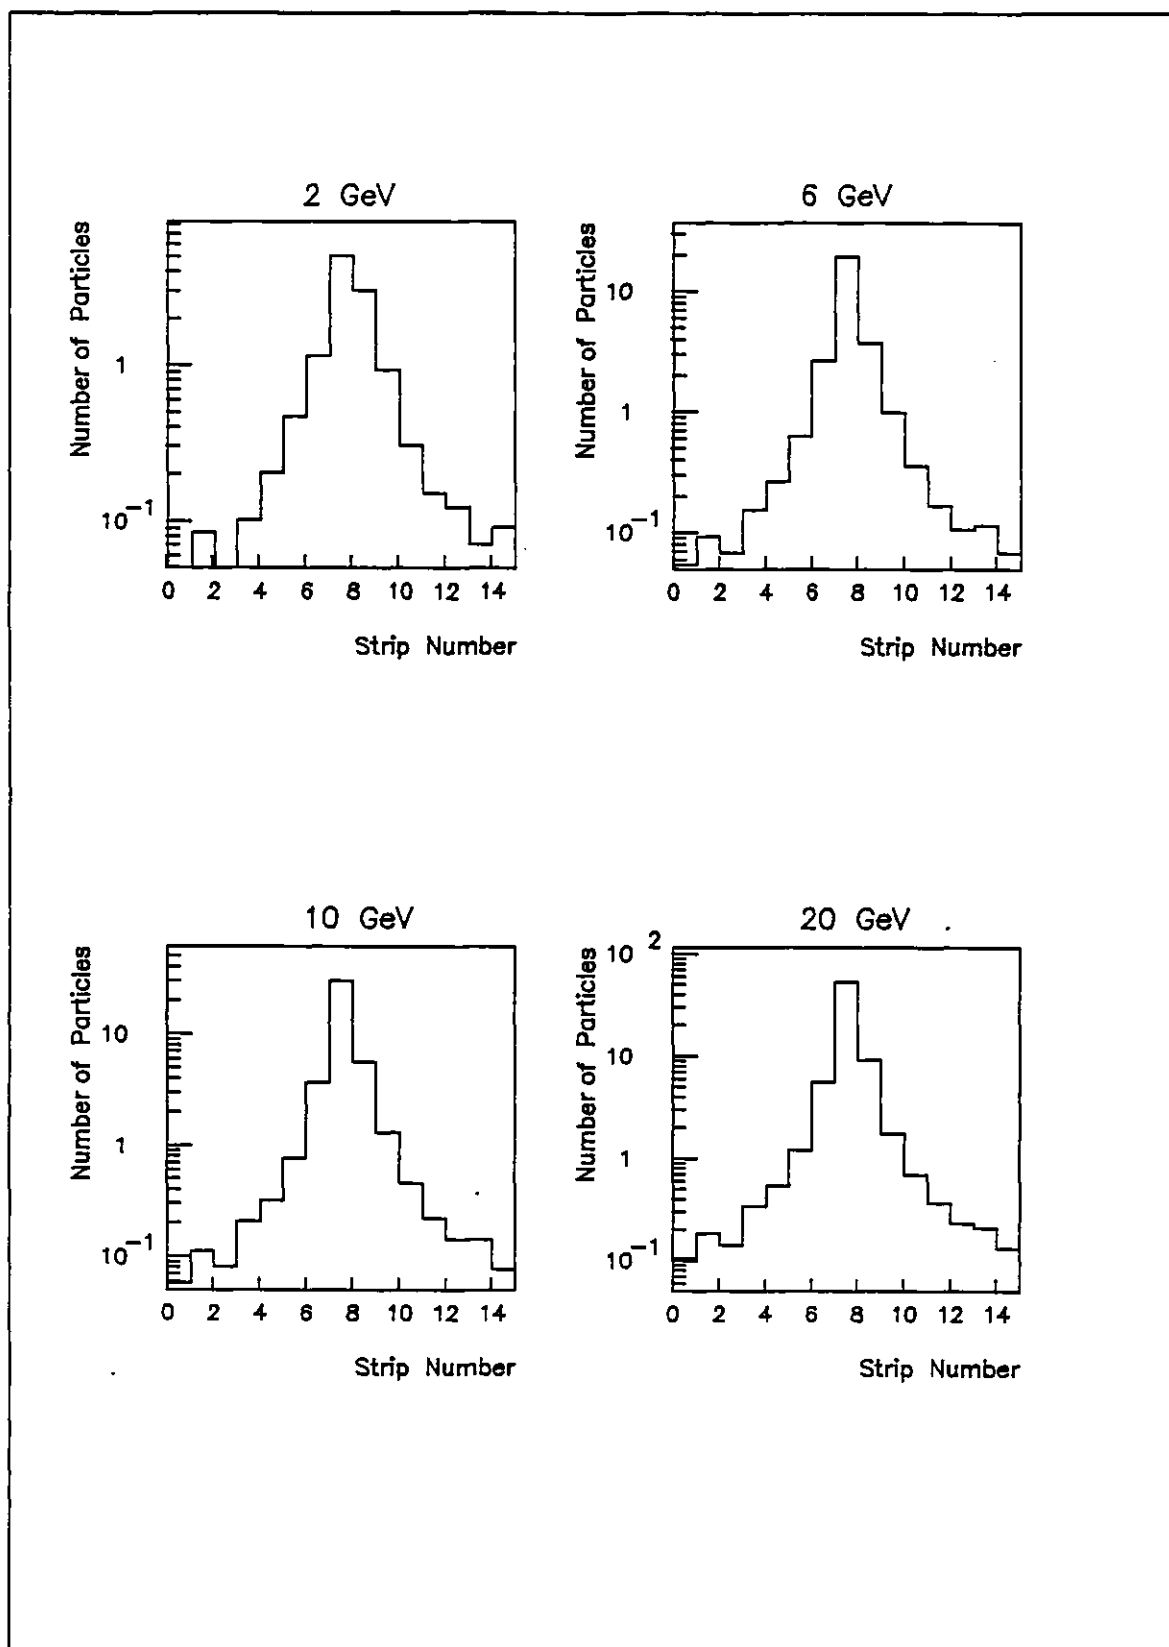 2 GeV
Number of Particles
1
10^-1
0 2 4 6 8 10 12 14
Strip Number
6 GeV
Number of Particles
10
1
10^-1
0 2 4 6 8 10 12 14
Strip Number
10 GeV
Number of Particles
10
1
10^-1
0 2 4 6 8 10 12 14
Strip Number
20 GeV
Number of Particles
10^2
10
1
10^-1
0 2 4 6 8 10 12 14
Strip Number